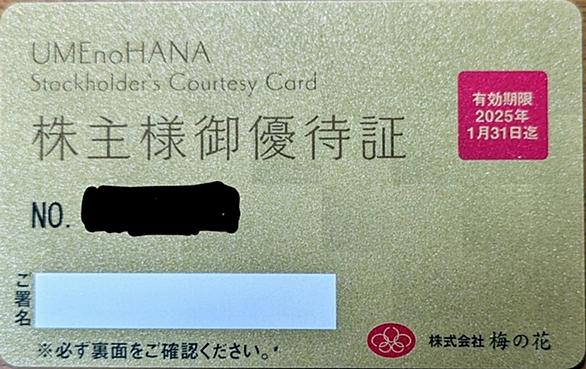 UMEnoHANA
Stockholder's Courtesy Card
株主様御優待証
有効期限
2025年
1月31日迄
NO.
ご署名
※必ず裏面をご確認ください。
株式会社 梅の花